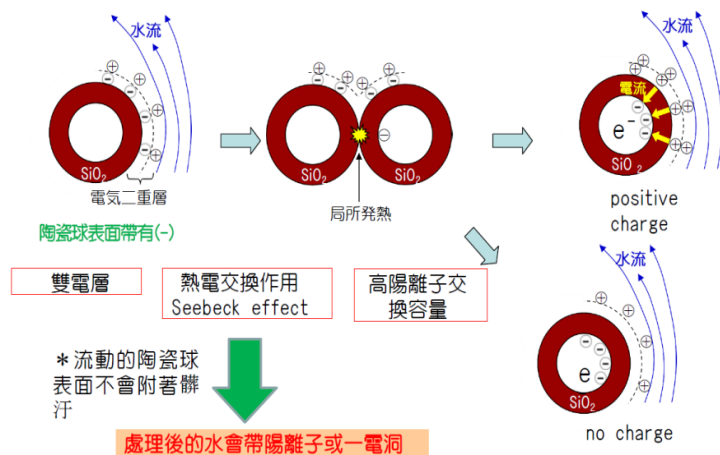 水流
SiO₂
電気二重層
陶瓷球表面帶有(-)
SiO₂
SiO₂
局所発熱
水流
電流
e⁻
SiO₂
positive
charge
雙電層
熱電交換作用
Seebeck effect
高陽離子交
換容量
水流
e
SiO₂
no charge
＊流動的陶瓷球
表面不會附著髒
汙
處理後的水會帶陽離子或一電洞